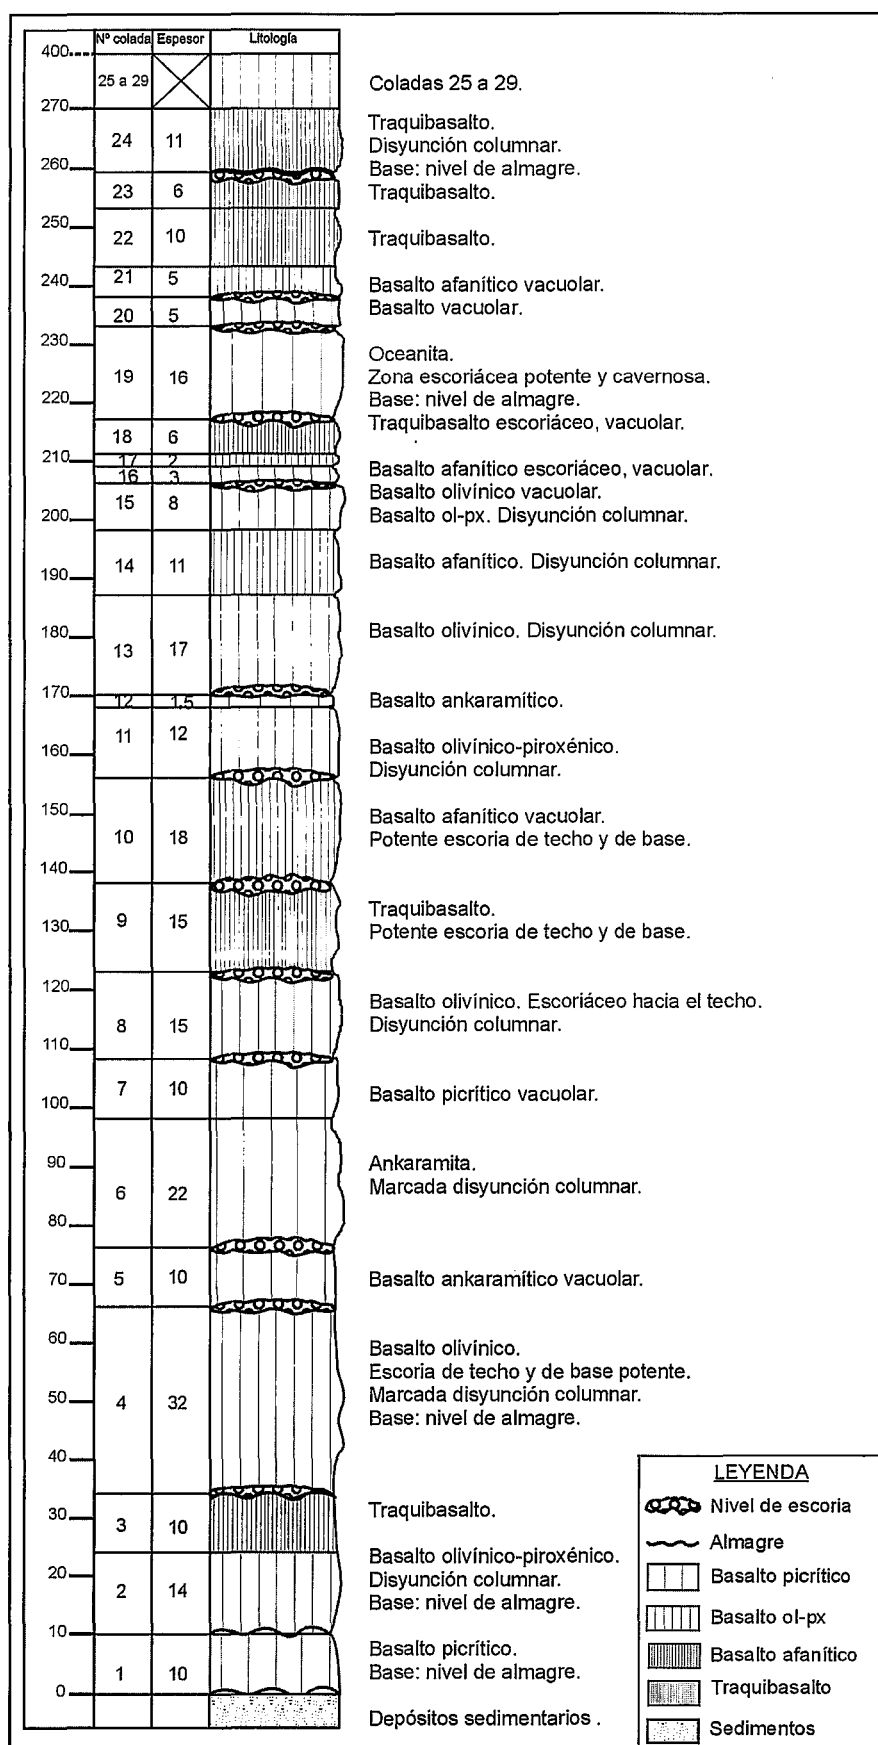 Nº colada Espesor Litología
400
25 a 29 Coladas 25 a 29.
270
24 11 Traquibasalto.
Disyunción columnar.
260 Base: nivel de almagre.
23 6 Traquibasalto.
250
22 10 Traquibasalto.
240
21 5 Basalto afanítico vacuolar.
20 5 Basalto vacuolar.
230
19 16 Oceanita.
Zona escoriácea potente y cavernosa.
220 Base: nivel de almagre.
18 6 Traquibasalto escoriáceo, vacuolar.
210
17 2
16 3 Basalto afanítico escoriáceo, vacuolar.
15 8 Basalto olivínico vacuolar.
200 Basalto ol-px. Disyunción columnar.
14 11 Basalto afanítico. Disyunción columnar.
190
180 Basalto olivínico. Disyunción columnar.
13 17
170
12 1,5 Basalto ankaramítico.
11 12 Basalto olivínico-piroxénico.
160 Disyunción columnar.
150 Basalto afanítico vacuolar.
10 18 Potente escoria de techo y de base.
140
9 15 Traquibasalto.
130 Potente escoria de techo y de base.
120 Basalto olivínico. Escoriáceo hacia el techo.
8 15 Disyunción columnar.
110
7 10 Basalto picrítico vacuolar.
100
90 Ankaramita.
6 22 Marcada disyunción columnar.
80
70
5 10 Basalto ankaramítico vacuolar.
60 Basalto olivínico.
Escoria de techo y de base potente.
50
4 32 Marcada disyunción columnar.
Base: nivel de almagre.
40
30 Traquibasalto.
3 10
20 Basalto olivínico-piroxénico.
2 14 Disyunción columnar.
Base: nivel de almagre.
10
1 10 Basalto picrítico.
Base: nivel de almagre.
0
Depósitos sedimentarios .
LEYENDA
Nivel de escoria
Almagre
Basalto picrítico
Basalto ol-px
Basalto afanítico
Traquibasalto
Sedimentos